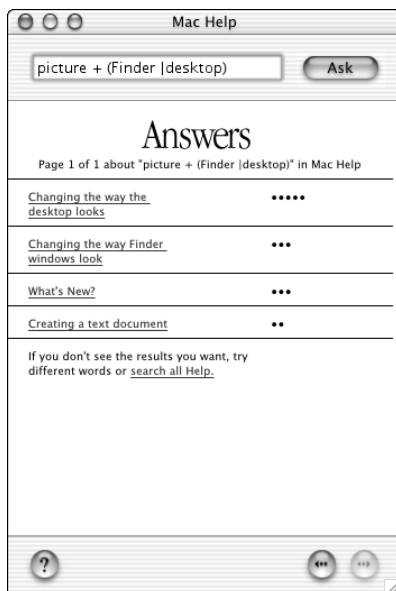 Mac Help
picture + (Finder |desktop)
Ask
Answers
Page 1 of 1 about "picture + (Finder |desktop)" in Mac Help
Changing the way the
desktop looks
•••••
Changing the way Finder
windows look
•••
What's New?
•••
Creating a text document
••
If you don't see the results you want, try
different words or search all Help.
?